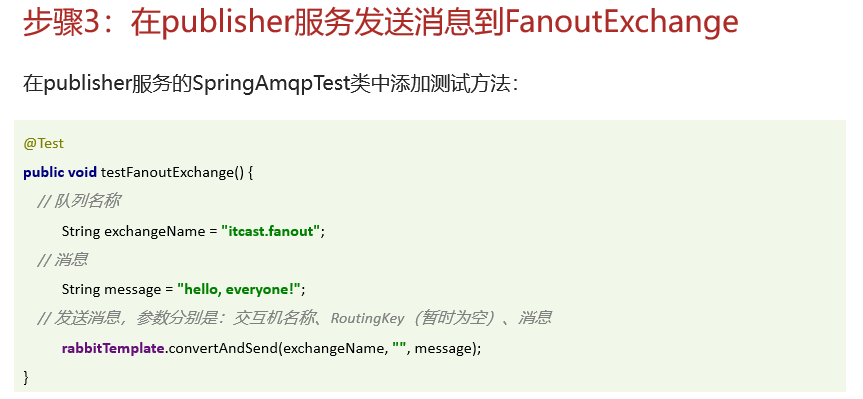 步骤3：在publisher服务发送消息到FanoutExchange
在publisher服务的SpringAmqpTest类中添加测试方法：
@Test
public void testFanoutExchange() {
// 队列名称
String exchangeName = "itcast.fanout";
// 消息
String message = "hello, everyone!";
// 发送消息，参数分别是：交互机名称、RoutingKey（暂时为空）、消息
rabbitTemplate.convertAndSend(exchangeName, "", message);
}